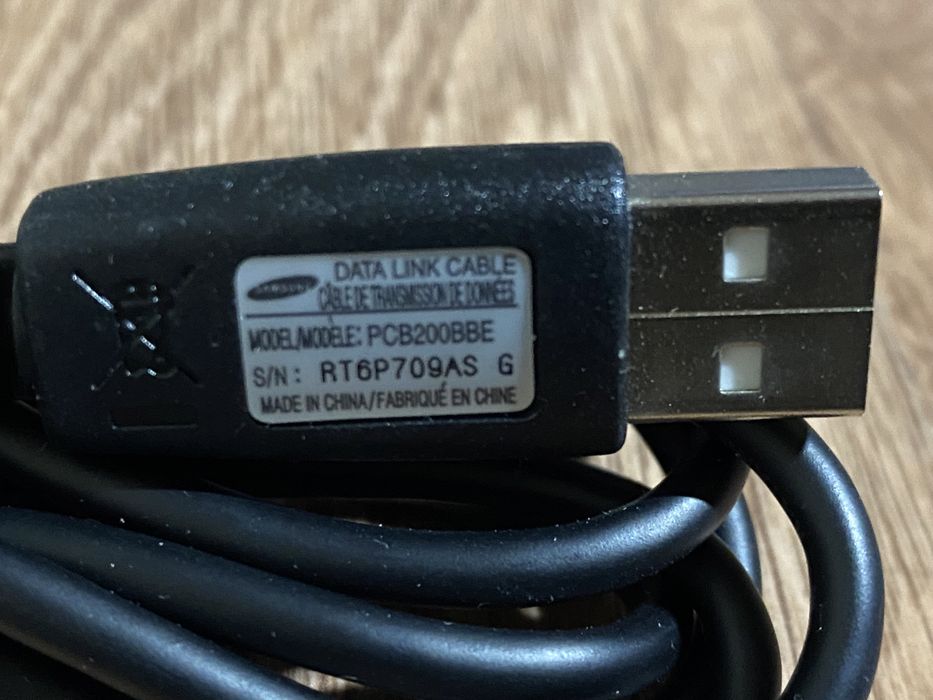 SAMSUNG
DATA LINK CABLE
CÂBLE DE TRANSMISSION DE DONNÉES
MODEL/MODÈLE: PCB200BBE
S/N : RT6P709AS G
MADE IN CHINA/FABRIQUÉ EN CHINE